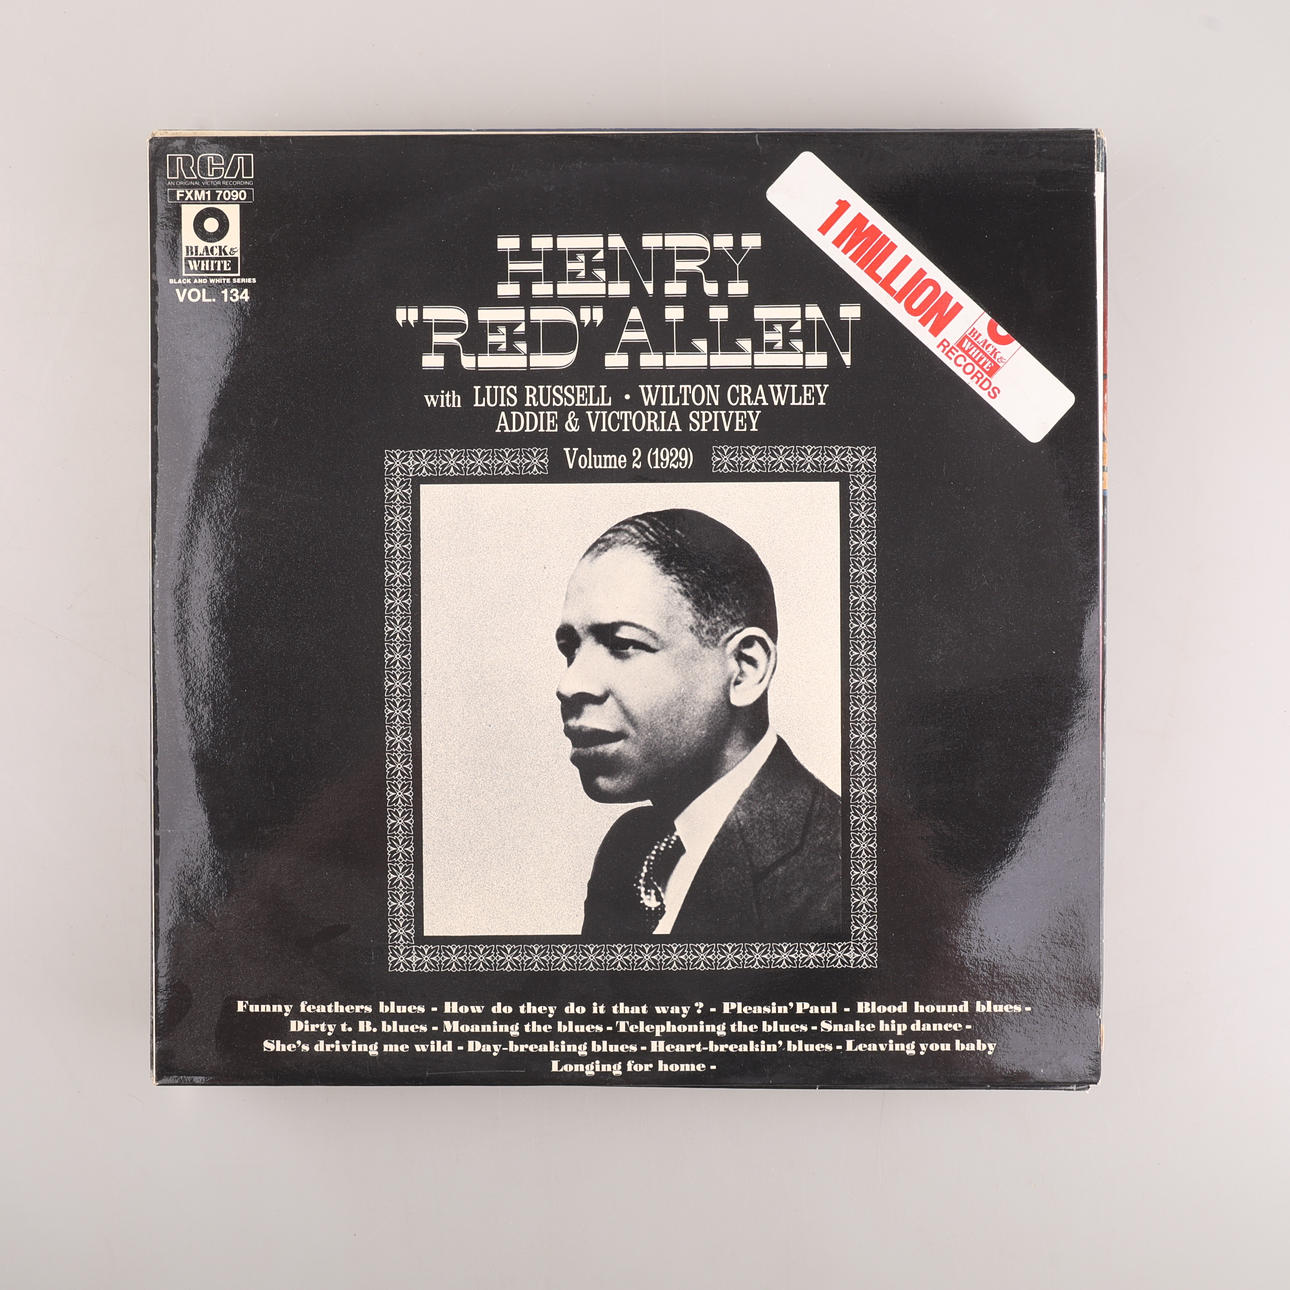 RCA
AN ORIGINAL VICTOR RECORDING
FXM1 7090
BLACK &
WHITE
BLACK AND WHITE SERIES
VOL. 134
1 MILLION
BLACK &
WHITE
RECORDS
HENRY
"RED" ALLEN
with LUIS RUSSELL • WILTON CRAWLEY
ADDIE & VICTORIA SPIVEY
Volume 2 (1929)
Funny feathers blues - How do they do it that way ? - Pleasin' Paul - Blood hound blues -
Dirty t. B. blues - Moaning the blues - Telephoning the blues - Snake hip dance -
She's driving me wild - Day-breaking blues - Heart-breakin' blues - Leaving you baby
Longing for home -